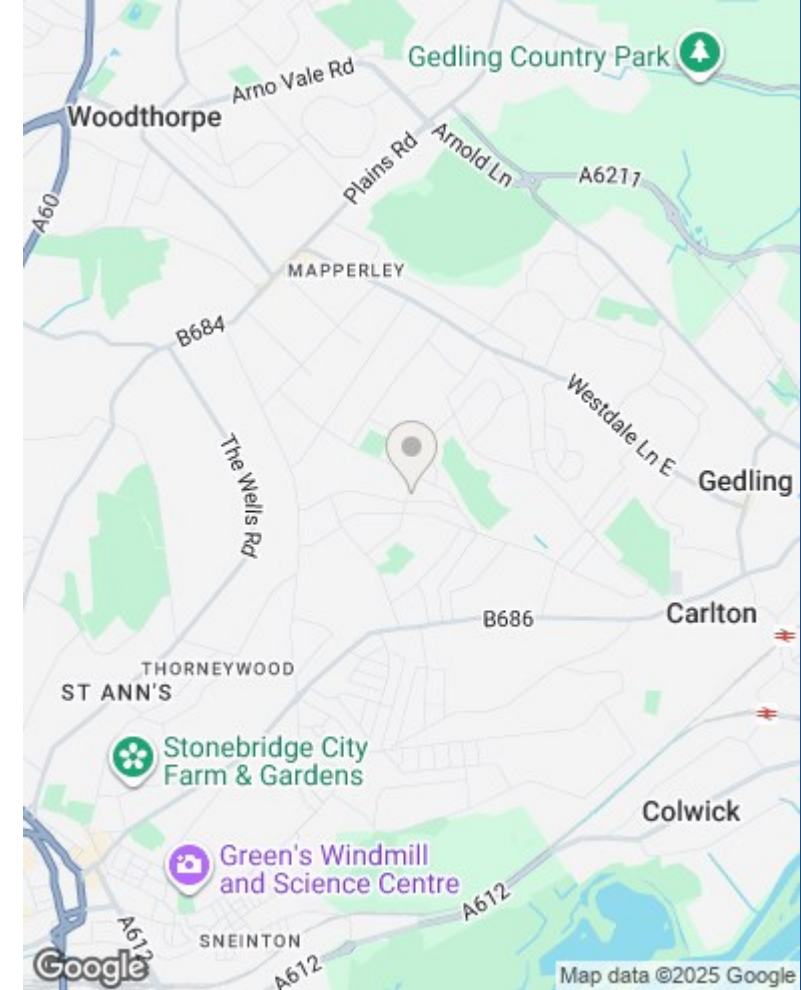 Gedling Country Park
Arno Vale Rd
Woodthorpe
Plains Rd
Arnold Ln
A6211
A60
MAPPERLEY
B684
Westdale Ln E
The Wells Rd
Gedling
B686
Carlton
THORNEYWOOD
ST ANN'S
Stonebridge City
Farm & Gardens
Colwick
Green's Windmill
and Science Centre
A612
A612
SNEINTON
A612
Google
Map data ©2025 Google